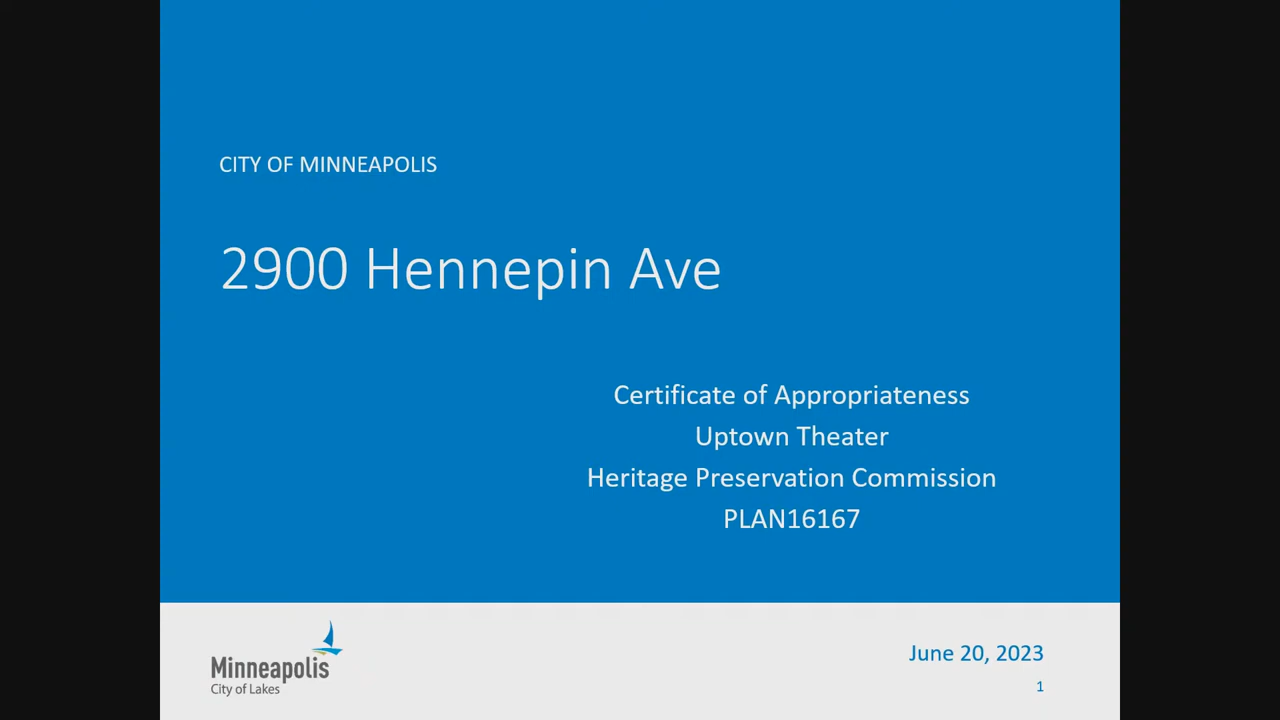 CITY OF MINNEAPOLIS
2900 Hennepin Ave
Certificate of Appropriateness
Uptown Theater
Heritage Preservation Commission
PLAN16167
Minneapolis
City of Lakes
June 20, 2023
1